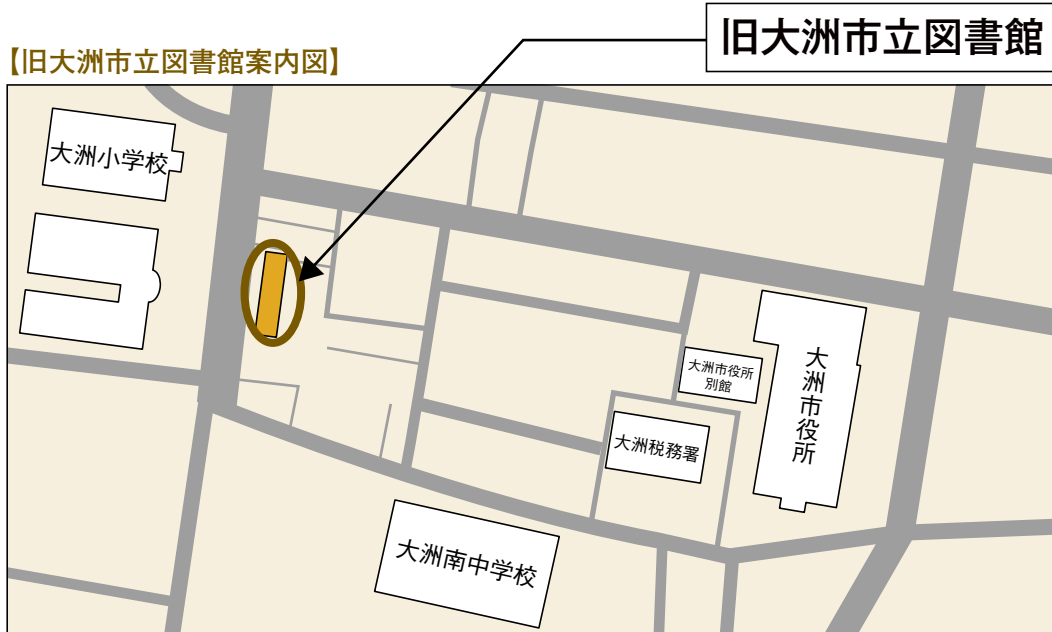 旧大洲市立図書館
【旧大洲市立図書館案内図】
大洲小学校
大洲市役所
別館
大洲市役所
大洲税務署
大洲南中学校